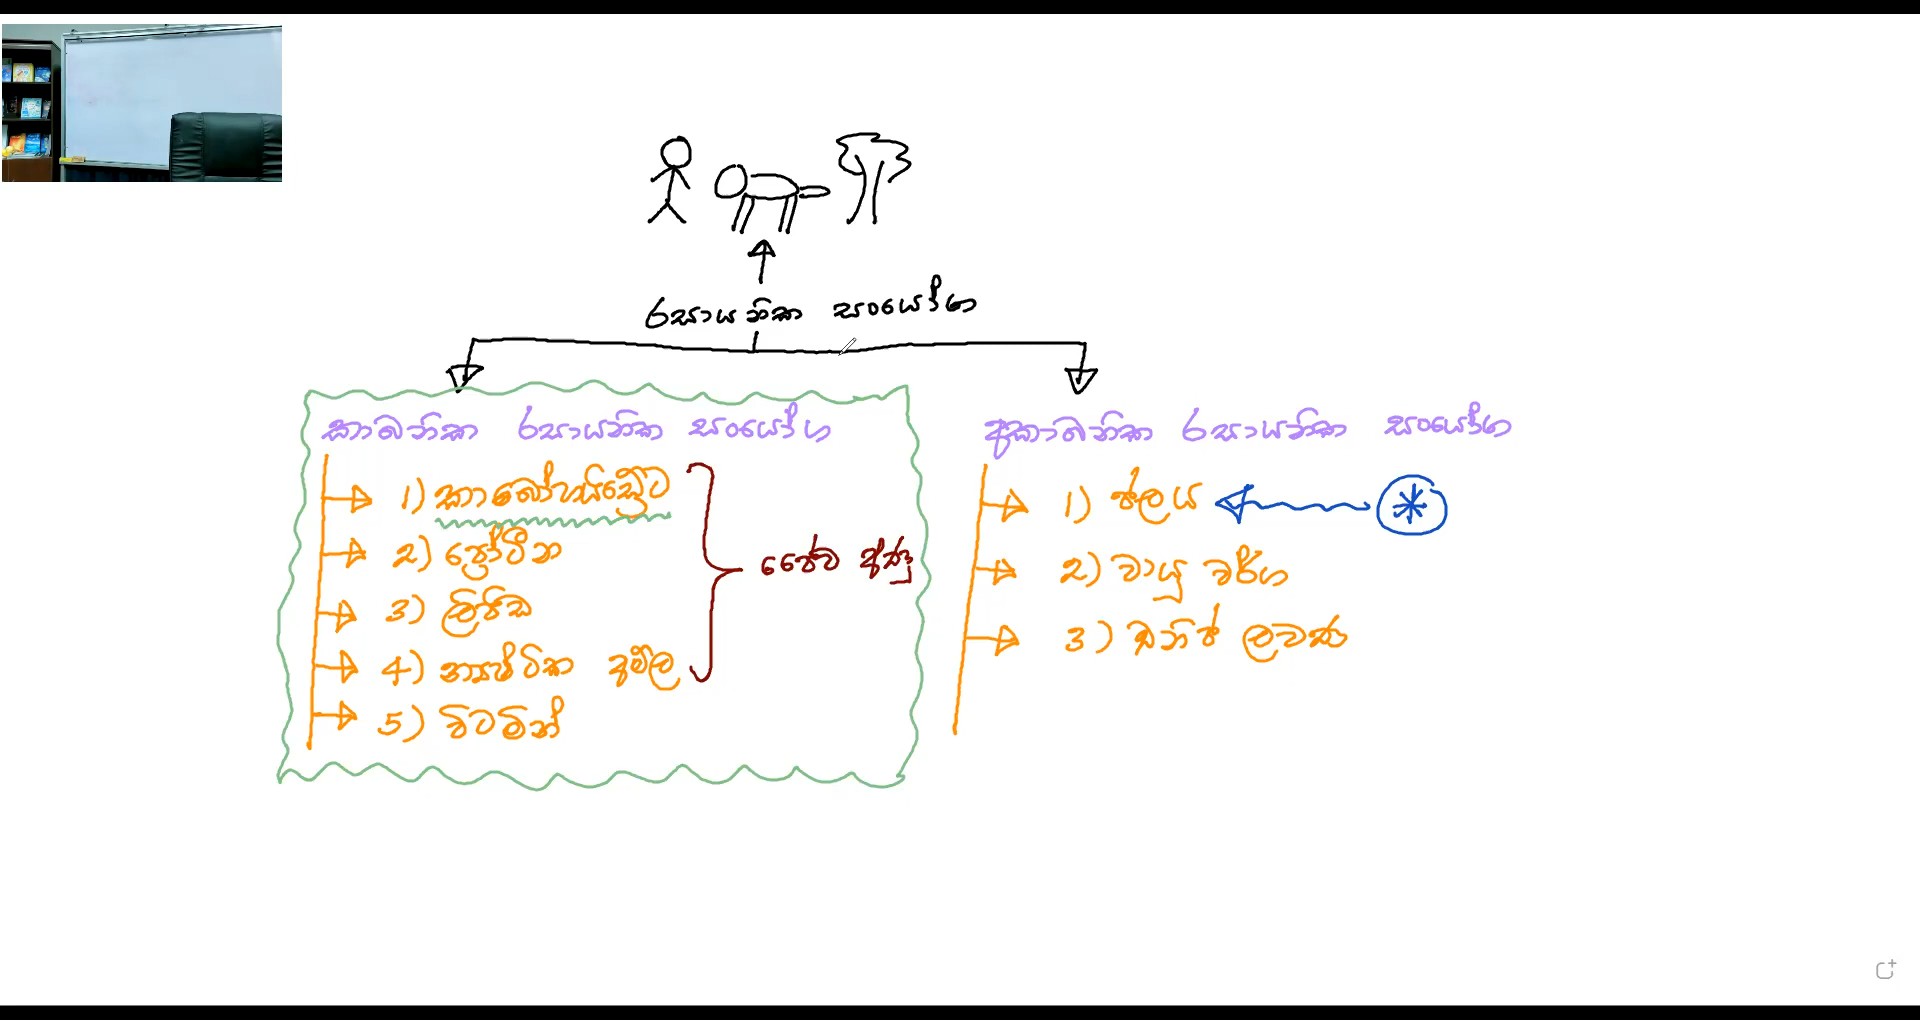 රසායනික සංයෝග
කාබනික රසායනික සංයෝග
1) කාබෝහයිඩ්‍රේට
2) ප්‍රෝටීන
3) ලිපිඩ
4) න්‍යෂ්ටික අම්ල
5) විටමින්
ජෛව අණු
අකාබනික රසායනික සංයෝග
1) ජලය
2) වායු වර්ග
3) ඛනිජ ලවණ